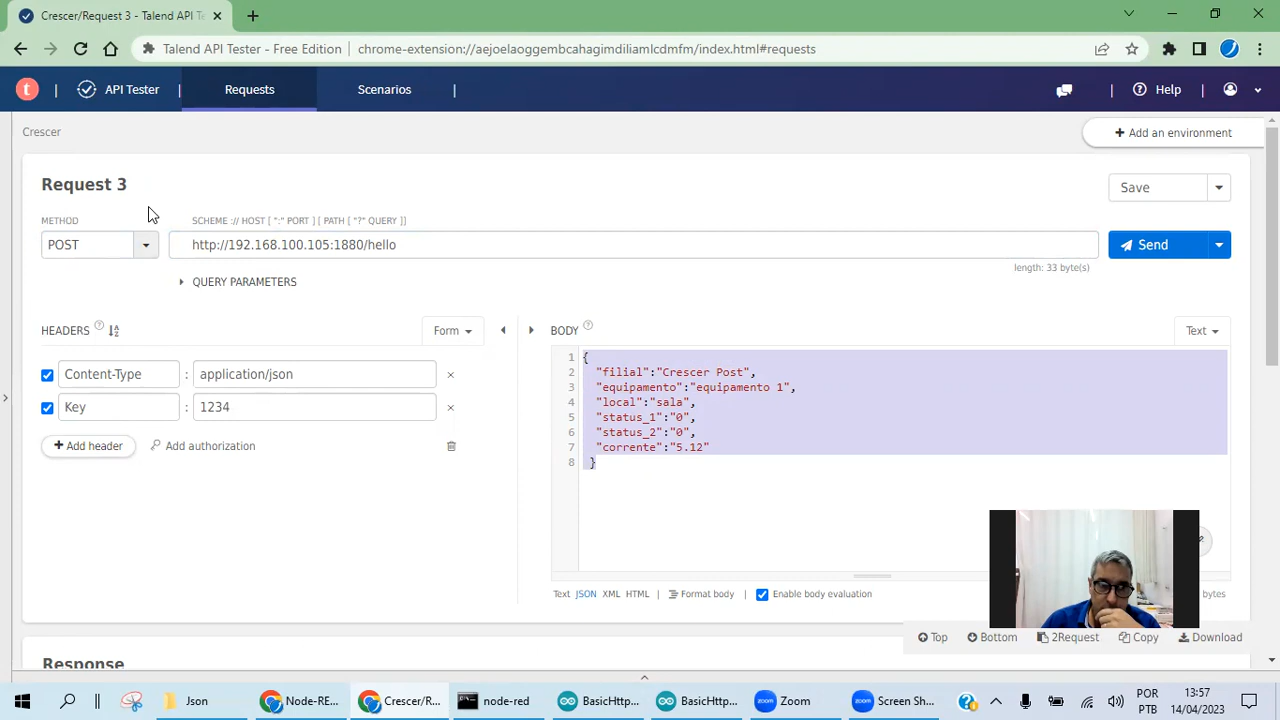 Crescer/Request 3 - Talend API Te
Talend API Tester - Free Edition
chrome-extension://aejoelaoggembcahagimdiliamlcdmfm/index.html#requests
API Tester
Requests
Scenarios
Help
Crescer
+ Add an environment
Request 3
Save
METHOD
SCHEME :// HOST [ ":" PORT ] [ PATH [ "?" QUERY ]]
POST
http://192.168.100.105:1880/hello
Send
length: 33 byte(s)
QUERY PARAMETERS
HEADERS
Form
BODY
Text
Content-Type : application/json
Key : 1234
+ Add header
Add authorization
1 {
2 "filial":"Crescer Post",
3 "equipamento":"equipamento 1",
4 "local":"sala",
5 "status_1":"0",
6 "status_2":"0",
7 "corrente":"5.12"
8 }
Text JSON XML HTML
Format body
Enable body evaluation
bytes
Top
Bottom
2Request
Copy
Download
Response
Json
Node-RE...
Crescer/R...
node-red
BasicHttp...
BasicHttp...
Zoom
Screen Sh...
POR
PTB
13:57
14/04/2023